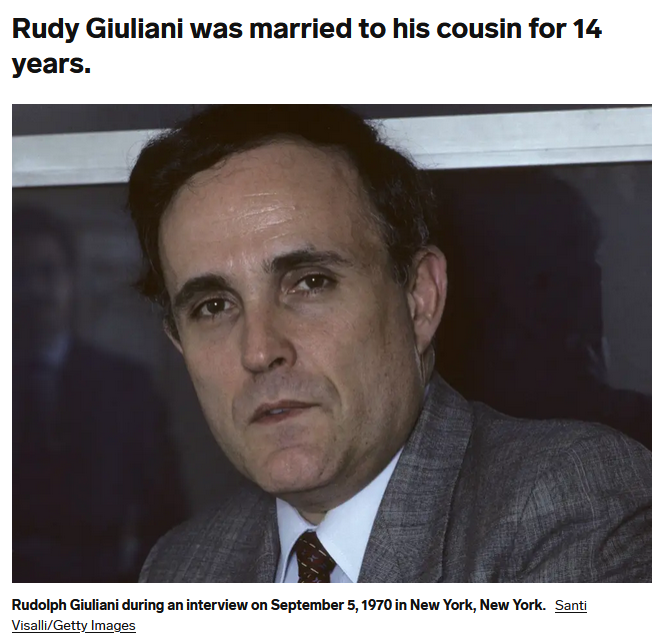 Rudy Giuliani was married to his cousin for 14
years.
Rudolph Giuliani during an interview on September 5, 1970 in New York, New York. Santi
Visalli/Getty Images